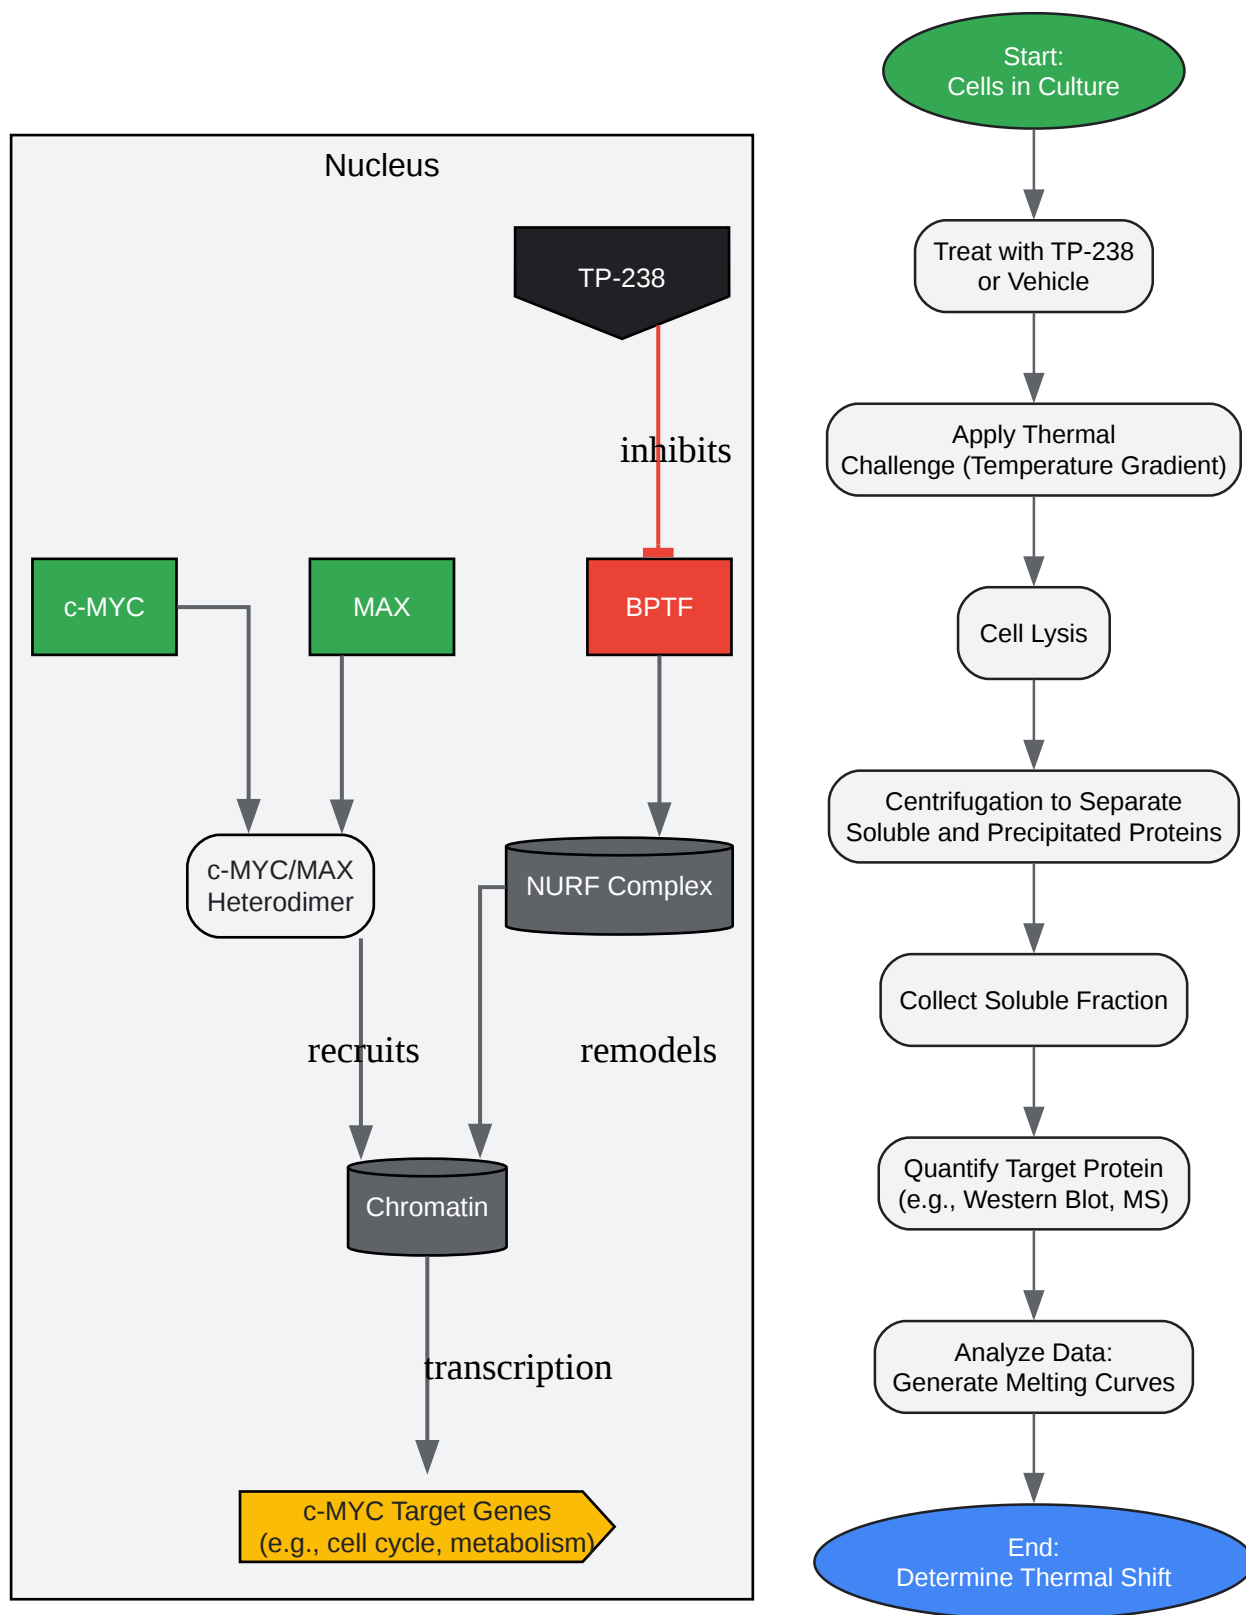 Nucleus
TP-238
inhibits
c-MYC
MAX
BPTF
c-MYC/MAX
Heterodimer
NURF Complex
recruits
remodels
Chromatin
transcription
c-MYC Target Genes
(e.g., cell cycle, metabolism)
Start:
Cells in Culture
Treat with TP-238
or Vehicle
Apply Thermal
Challenge (Temperature Gradient)
Cell Lysis
Centrifugation to Separate
Soluble and Precipitated Proteins
Collect Soluble Fraction
Quantify Target Protein
(e.g., Western Blot, MS)
Analyze Data:
Generate Melting Curves
End:
Determine Thermal Shift